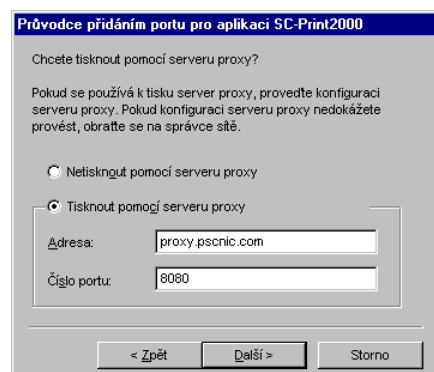 Průvodce přidáním portu pro aplikaci SC-Print2000
Chcete tisknout pomocí serveru proxy?
Pokud se používá k tisku server proxy, proveďte konfiguraci
serveru proxy. Pokud konfiguraci serveru proxy nedokážete
provést, obraťte se na správce sítě.
Netisknout pomocí serveru proxy
Tisknout pomocí serveru proxy
Adresa:
proxy.pscnic.com
Číslo portu:
8080
< Zpět
Další >
Storno